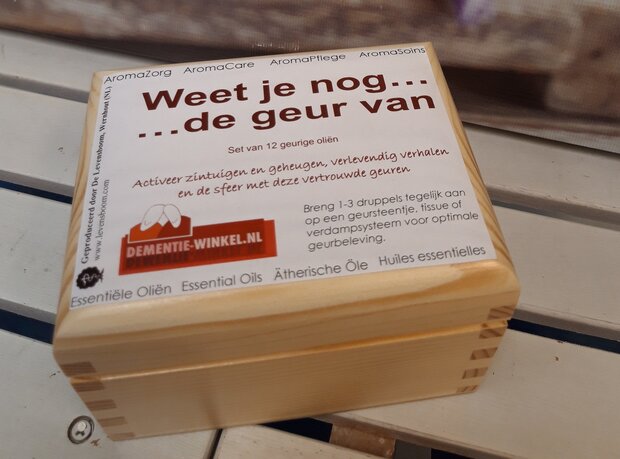 AromaZorg AromaCare AromaPflege AromaSoins
Weet je nog...
...de geur van
Set van 12 geurige oliën
Activeer zintuigen en geheugen, verlevendig verhalen
en de sfeer met deze vertrouwde geuren
Geproduceerd door De Levensboom, Wernhout (NL)
www.levensboom.com
DEMENTIE-WINKEL.NL
Breng 1-3 druppels tegelijk aan
op een geursteentje, tissue of
verdampsysteem voor optimale
geurbeleving.
Essentiële Oliën Essential Oils Ätherische Öle Huiles essentielles